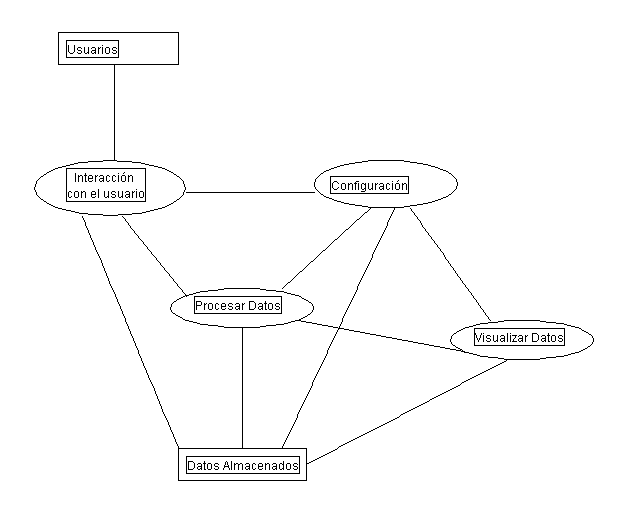 Usuarios
Interacción
con el usuario
Configuración
Procesar Datos
Visualizar Datos
Datos Almacenados